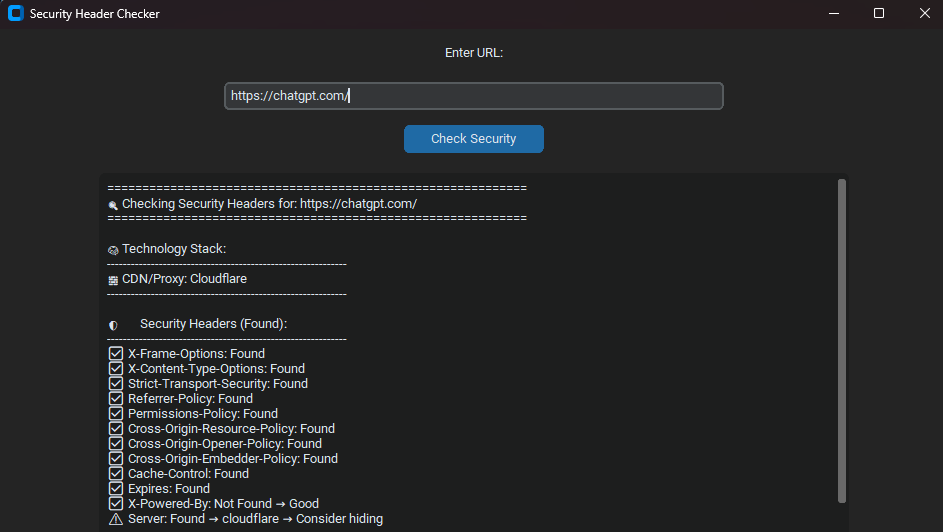 Security Header Checker
Enter URL:
https://chatgpt.com/
Check Security
============================================================
Checking Security Headers for: https://chatgpt.com/
============================================================
Technology Stack:
------------------------------------------------------------
CDN/Proxy: Cloudflare
------------------------------------------------------------
Security Headers (Found):
------------------------------------------------------------
X-Frame-Options: Found
X-Content-Type-Options: Found
Strict-Transport-Security: Found
Referrer-Policy: Found
Permissions-Policy: Found
Cross-Origin-Resource-Policy: Found
Cross-Origin-Opener-Policy: Found
Cross-Origin-Embedder-Policy: Found
Cache-Control: Found
Expires: Found
X-Powered-By: Not Found → Good
Server: Found → cloudflare → Consider hiding